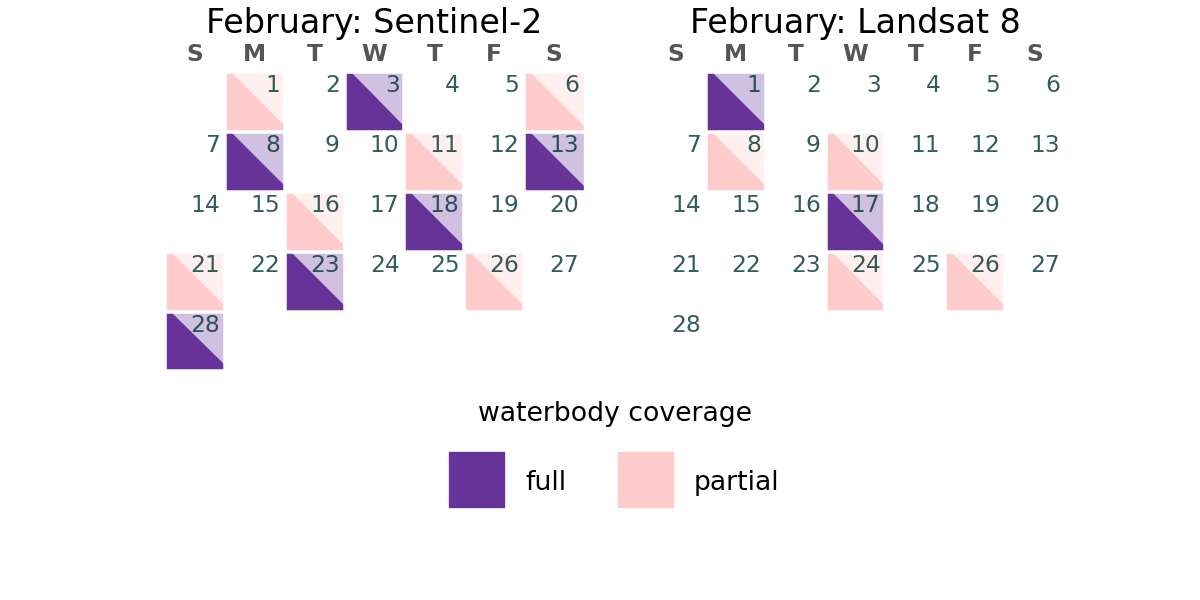 February: Sentinel-2
S M T W T F S
1 2 3 4 5 6
7 8 9 10 11 12 13
14 15 16 17 18 19 20
21 22 23 24 25 26 27
28
February: Landsat 8
S M T W T F S
1 2 3 4 5 6
7 8 9 10 11 12 13
14 15 16 17 18 19 20
21 22 23 24 25 26 27
28
waterbody coverage
full partial